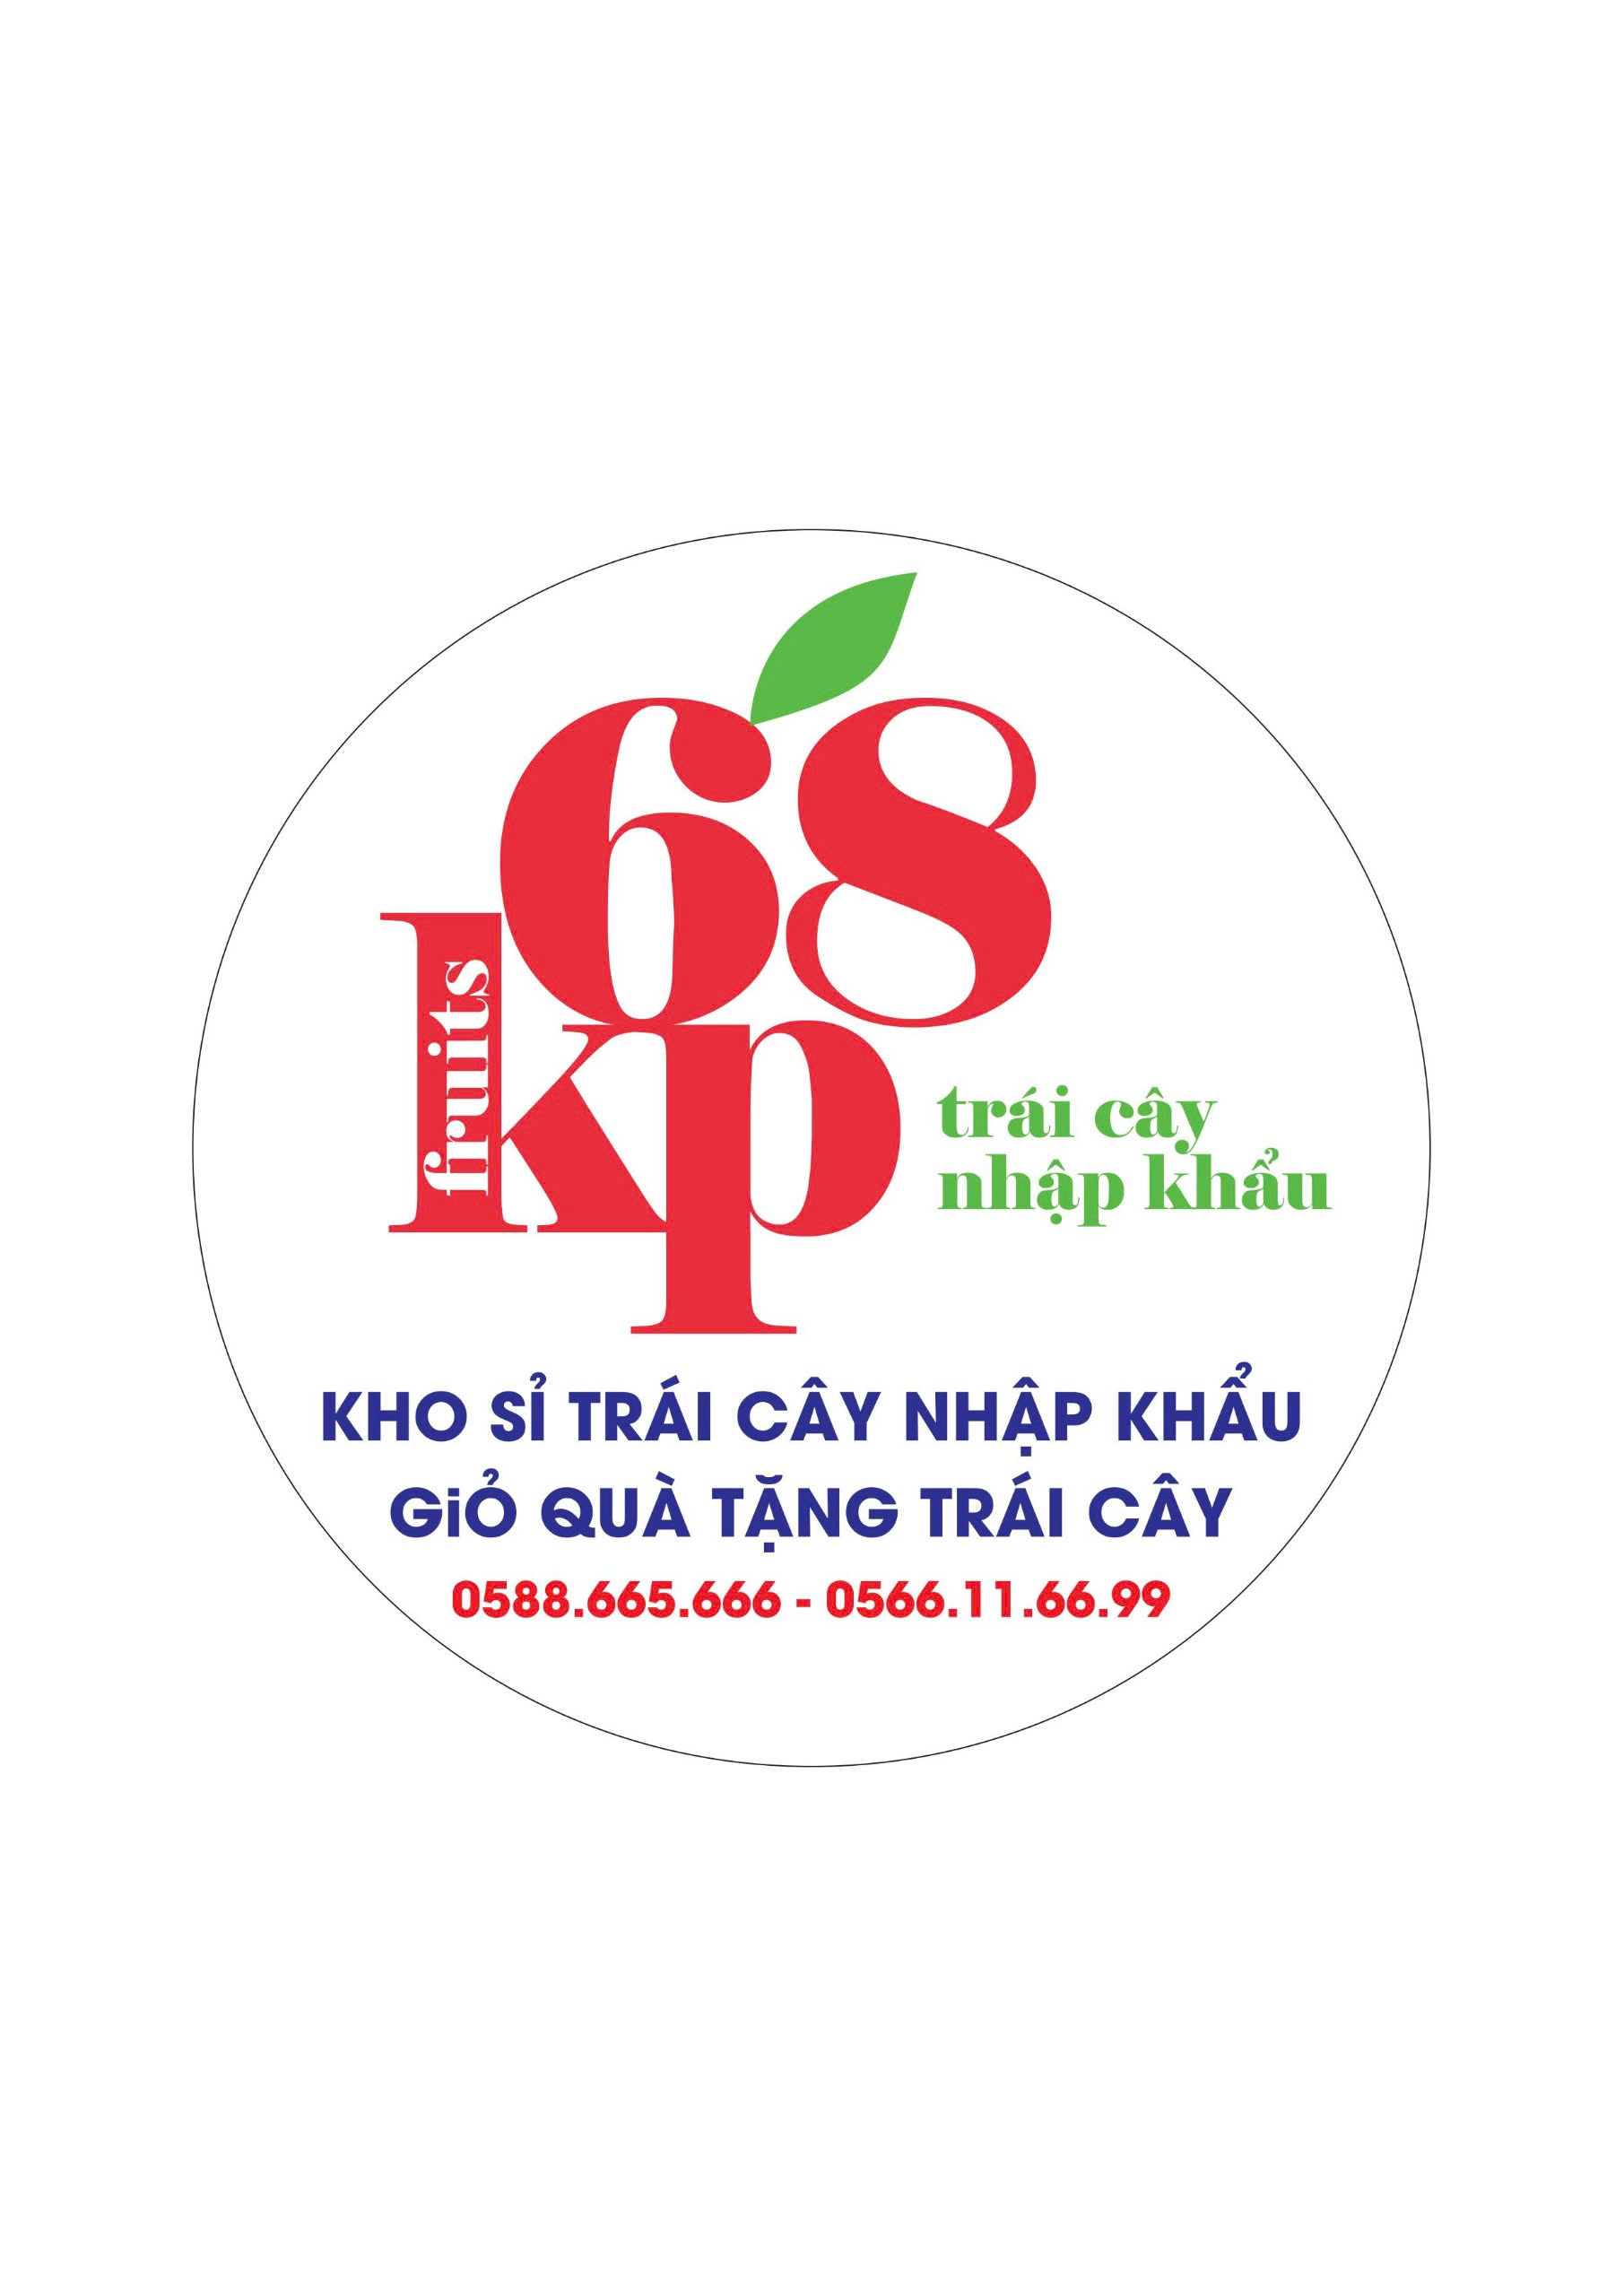 68
kp
fruits
trái cây
nhập khẩu
KHO SỈ TRÁI CÂY NHẬP KHẨU
GiỎ QUÀ TẶNG TRÁI CÂY
0588.665.666 - 0566.11.66.99